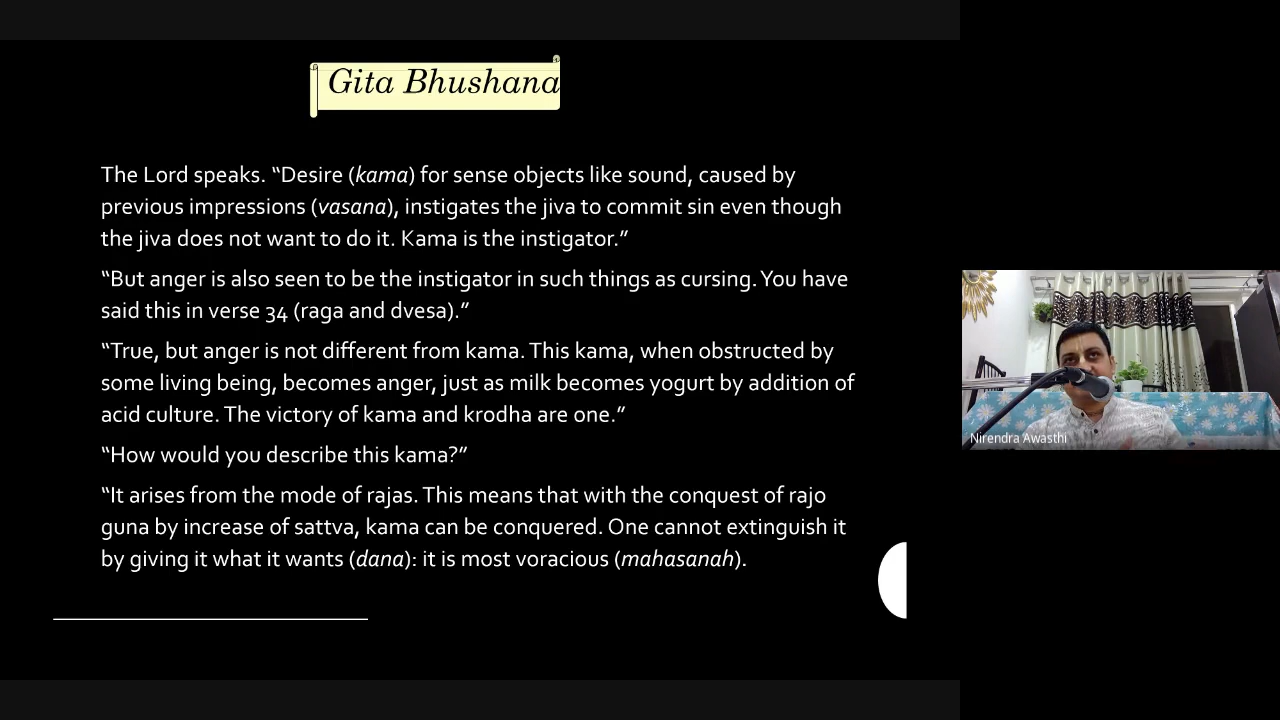 Gita Bhushana
The Lord speaks. “Desire (kama) for sense objects like sound, caused by
previous impressions (vasana), instigates the jiva to commit sin even though
the jiva does not want to do it. Kama is the instigator.”
“But anger is also seen to be the instigator in such things as cursing. You have
said this in verse 34 (raga and dvesa).”
“True, but anger is not different from kama. This kama, when obstructed by
some living being, becomes anger, just as milk becomes yogurt by addition of
acid culture. The victory of kama and krodha are one.”
“How would you describe this kama?”
“It arises from the mode of rajas. This means that with the conquest of rajo
guna by increase of sattva, kama can be conquered. One cannot extinguish it
by giving it what it wants (dana): it is most voracious (mahasanah).
Nirendra Awasthi